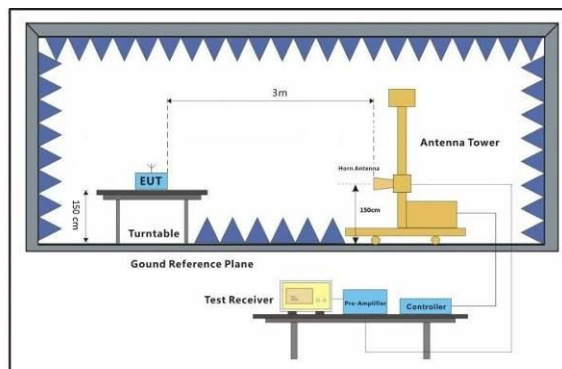 3m
Antenna Tower
Horn Antenna
EUT
150 cm
150cm
Turntable
Gound Reference Plane
Test Receiver
Pre-Amplifier
Controller